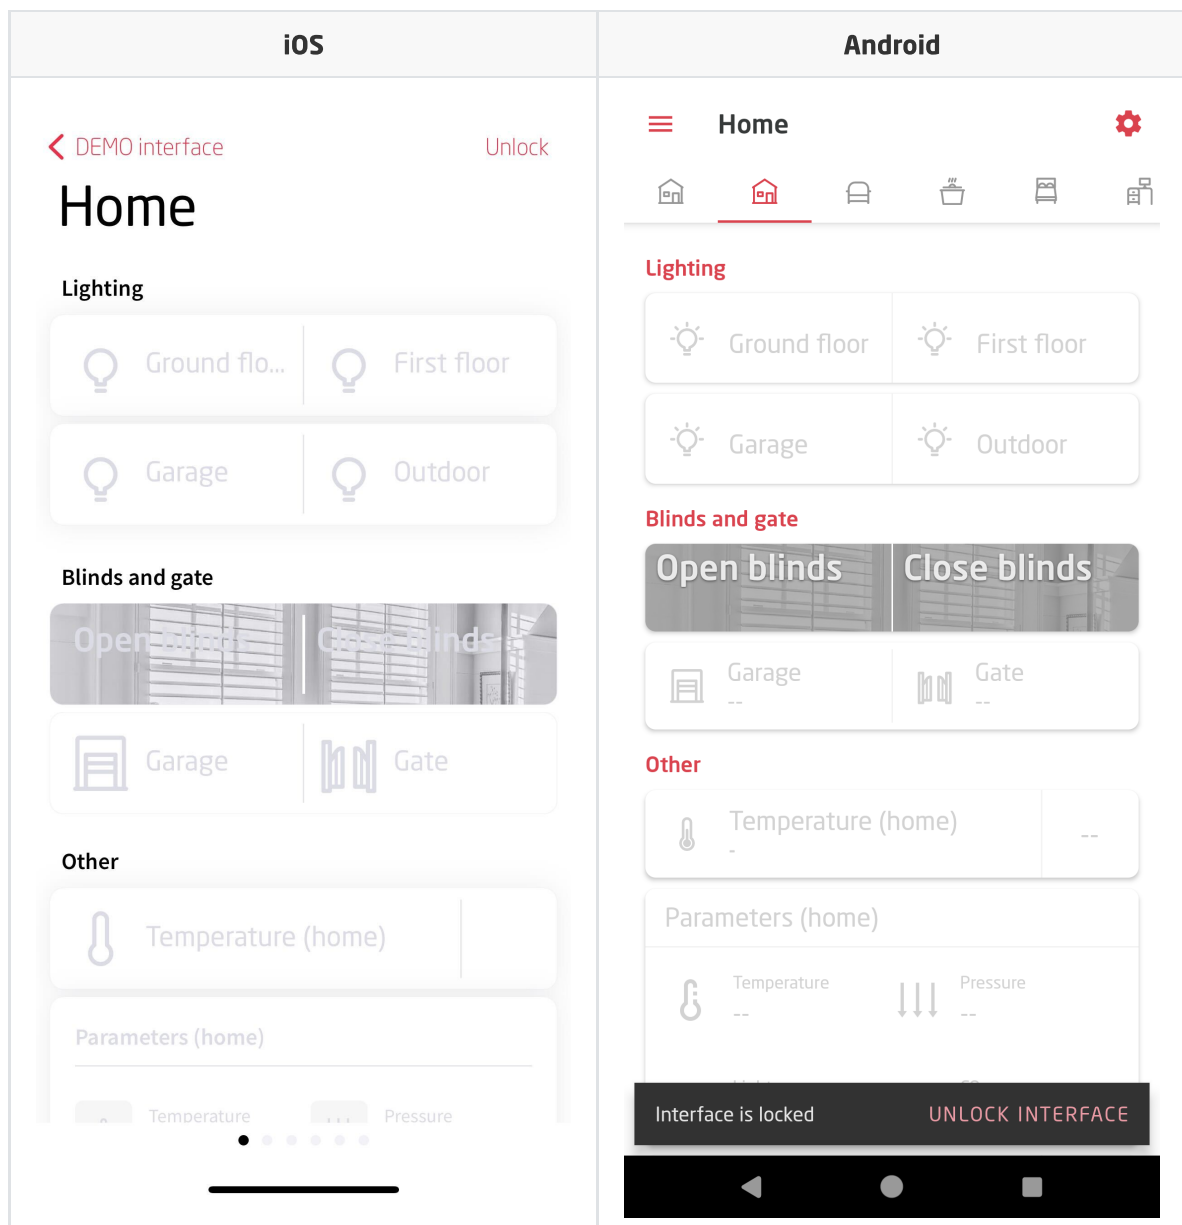 iOS
Android
DEMO interface
Unlock
Home
Lighting
Ground flo...
First floor
Garage
Outdoor
Blinds and gate
Open blinds
Close blinds
Garage
Gate
Other
Temperature (home)
Parameters (home)
Temperature
Pressure
Home
Lighting
Ground floor
First floor
Garage
Outdoor
Blinds and gate
Open blinds
Close blinds
Garage
--
Gate
--
Other
Temperature (home)
-
--
Parameters (home)
Temperature
--
Pressure
--
Interface is locked
UNLOCK INTERFACE